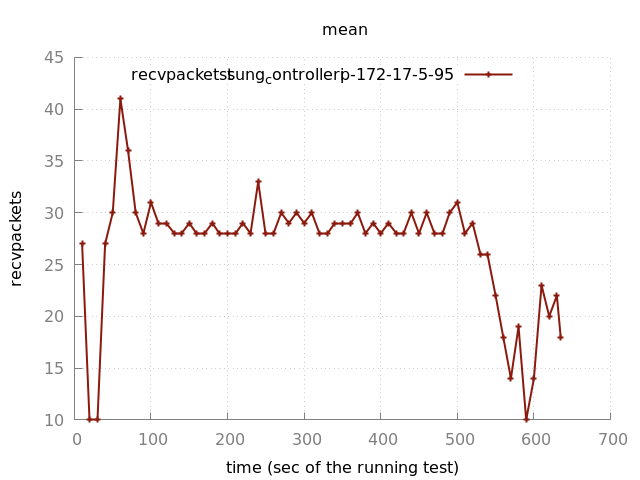 mean
45
recvpacketststung_controllerip-172-17-5-95
40
35
30
25
20
15
10
recvpackets
0 100 200 300 400 500 600 700
time (sec of the running test)